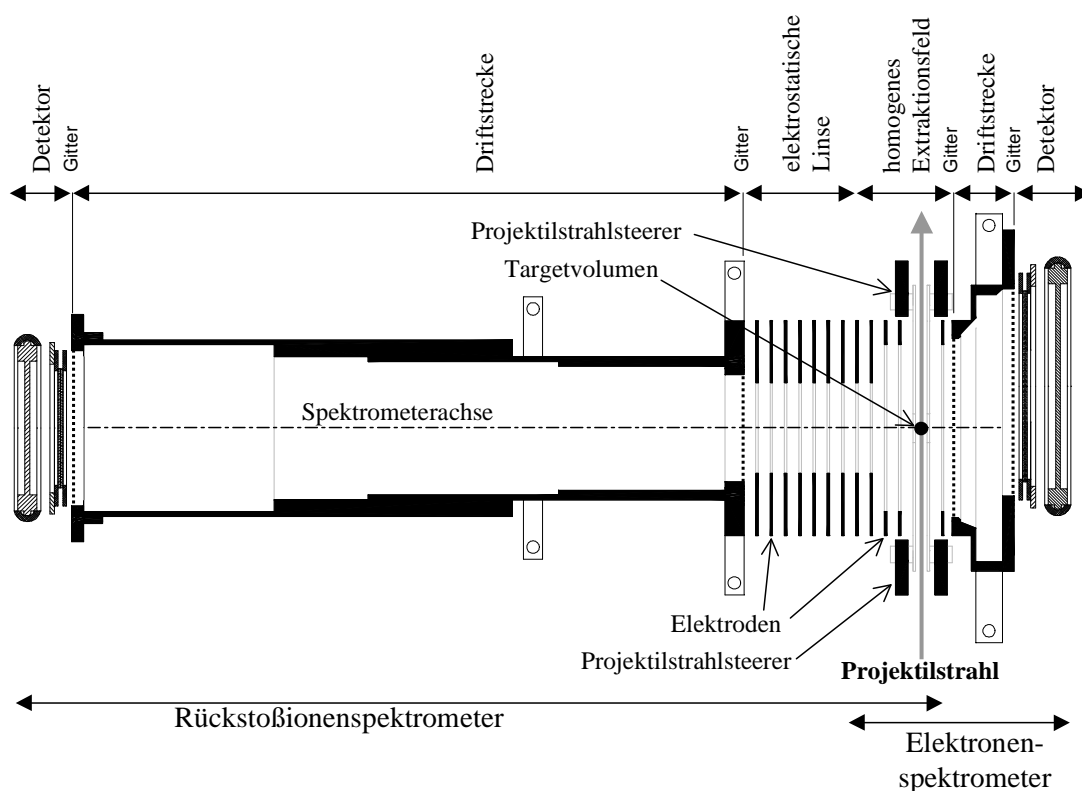 Detektor
Gitter
Driftstrecke
Gitter
elektrostatische
Linse
homogenes
Extraktionsfeld
Gitter
Driftstrecke
Gitter
Detektor
Projektilstrahlsteerer
Targetvolumen
Spektrometerachse
Elektroden
Projektilstrahlsteerer
Projektilstrahl
Rückstoßionenspektrometer
Elektronen-
spektrometer